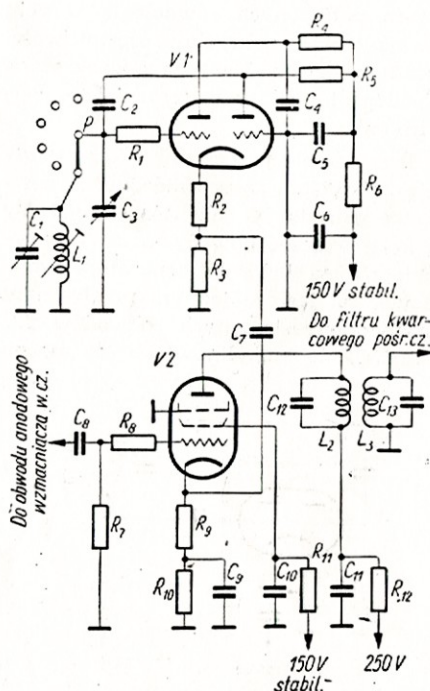 R4
V1
R5
C2
C4
P
R1
C5
R2
R6
C1
L1
C3
C6
R3
150V stabil.
C7
Do filtru kwar-
cowego pośr.cz.
V2
Do obwodu anodowego
wzmacniacza w.cz.
C8
R8
C12
L2
L3
C13
R7
R9
R10
C9
C10
R11
C11
R12
150V
stabil.-
250V